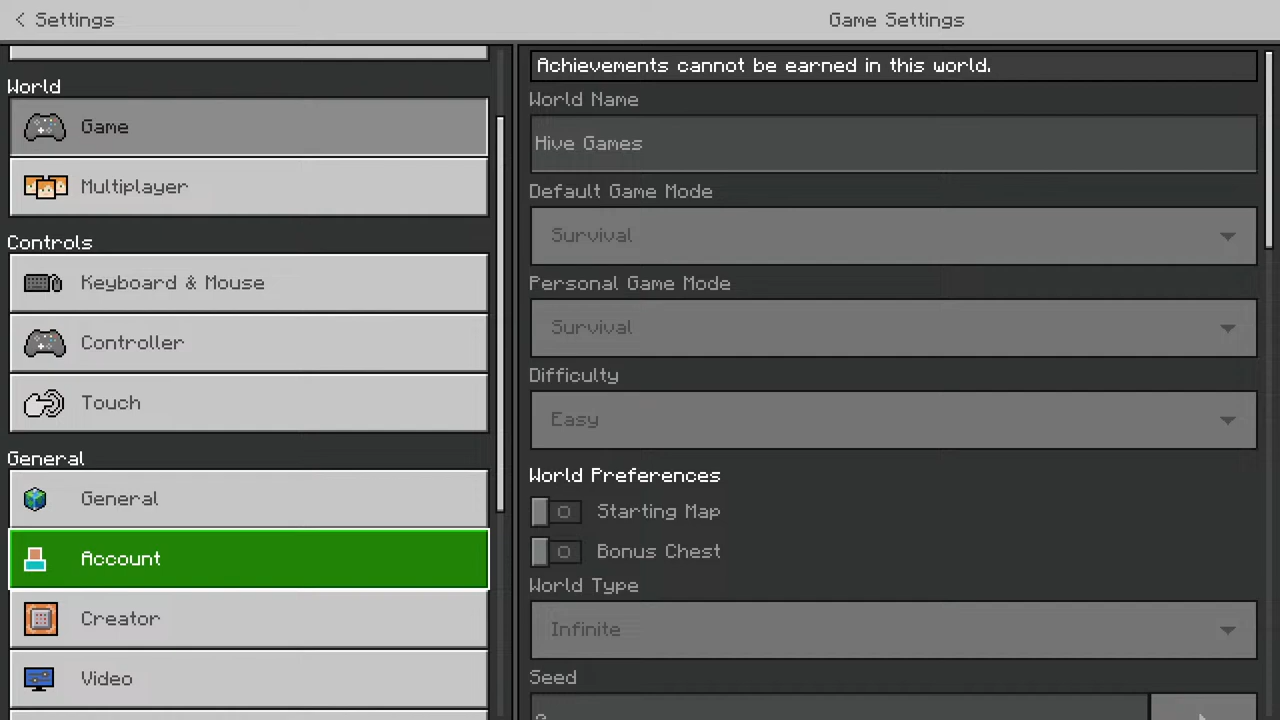 Settings
Game Settings
World
Game
Multiplayer
Controls
Keyboard & Mouse
Controller
Touch
General
General
Account
Creator
Video
Achievements cannot be earned in this world.
World Name
Hive Games
Default Game Mode
Survival
Personal Game Mode
Survival
Difficulty
Easy
World Preferences
Starting Map
Bonus Chest
World Type
Infinite
Seed